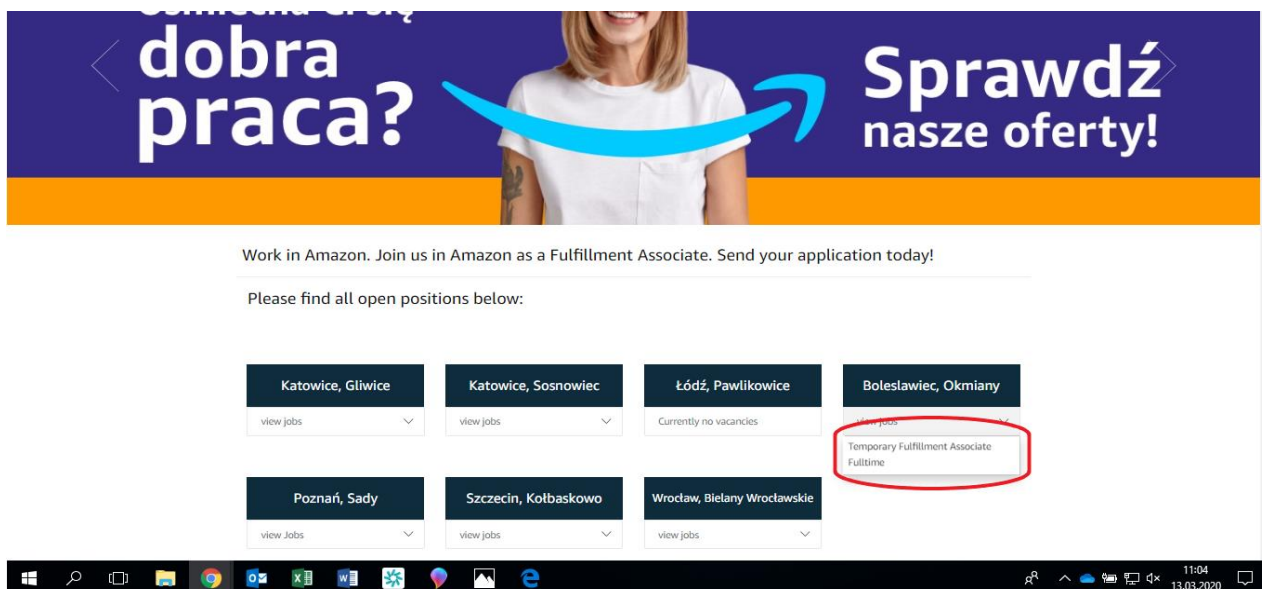 dobra
praca?
Sprawdź
nasze oferty!
Work in Amazon. Join us in Amazon as a Fulfillment Associate. Send your application today!
Please find all open positions below:
Katowice, Gliwice
view jobs
Katowice, Sosnowiec
view jobs
Łódź, Pawlikowice
Currently no vacancies
Boleslawiec, Okmiany
view jobs
Temporary Fulfillment Associate
Fulltime
Poznań, Sady
view Jobs
Szczecin, Kołbaskowo
view jobs
Wrocław, Bielany Wrocławskie
view jobs
11:04
13.03.2020